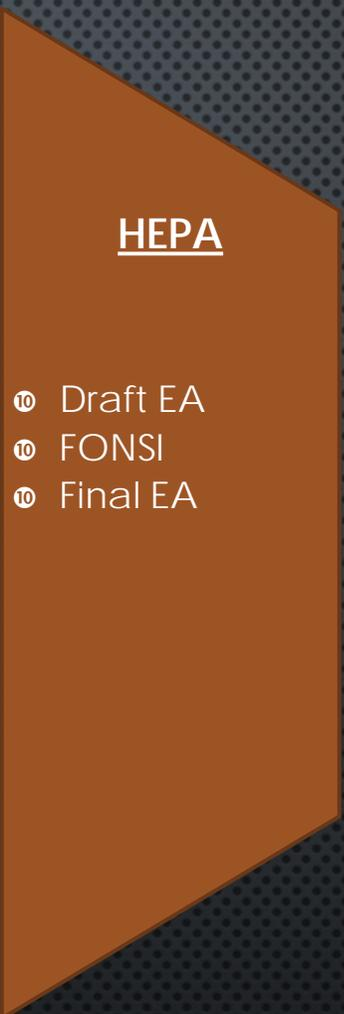 HEPA
❿ Draft EA
❿ FONSI
❿ Final EA